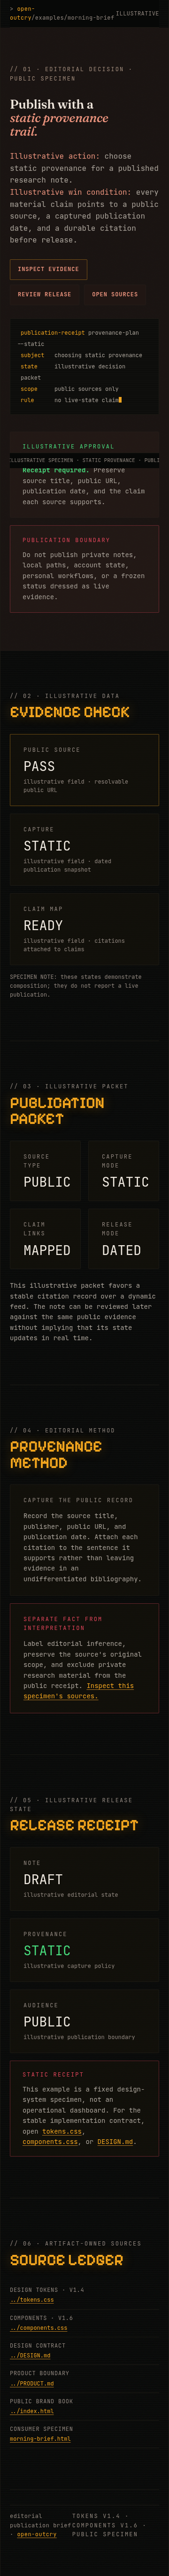 > open-outcry/examples/morning-brief
ILLUSTRATIVE
// 01 · EDITORIAL DECISION ·
PUBLIC SPECIMEN
Publish with a
static provenance
trail.
Illustrative action: choose
static provenance for a published
research note.
Illustrative win condition: every
material claim points to a public
source, a captured publication
date, and a durable citation
before release.
INSPECT EVIDENCE
REVIEW RELEASE
OPEN SOURCES
publication-receipt provenance-plan
--static
subject choosing static provenance
state illustrative decision
packet
scope public sources only
rule no live-state claim
ILLUSTRATIVE APPROVAL
LLUSTRATIVE SPECIMEN · STATIC PROVENANCE · PUBLI
Receipt required. Preserve
source title, public URL,
publication date, and the claim
each source supports.
PUBLICATION BOUNDARY
Do not publish private notes,
local paths, account state,
personal workflows, or a frozen
status dressed as live
evidence.
// 02 · ILLUSTRATIVE DATA
EVIDENCE CHECK
PUBLIC SOURCE
PASS
illustrative field · resolvable
public URL
CAPTURE
STATIC
illustrative field · dated
publication snapshot
CLAIM MAP
READY
illustrative field · citations
attached to claims
SPECIMEN NOTE: these states demonstrate
composition; they do not report a live
publication.
// 03 · ILLUSTRATIVE PACKET
PUBLICATION
PACKET
SOURCE
TYPE
PUBLIC
CAPTURE
MODE
STATIC
CLAIM
LINKS
MAPPED
RELEASE
MODE
DATED
This illustrative packet favors a
stable citation record over a dynamic
feed. The note can be reviewed later
against the same public evidence
without implying that its state
updates in real time.
// 04 · EDITORIAL METHOD
PROVENANCE
METHOD
CAPTURE THE PUBLIC RECORD
Record the source title,
publisher, public URL, and
publication date. Attach each
citation to the sentence it
supports rather than leaving
evidence in an
undifferentiated bibliography.
SEPARATE FACT FROM
INTERPRETATION
Label editorial inference,
preserve the source's original
scope, and exclude private
research material from the
public receipt. Inspect this
specimen's sources.
// 05 · ILLUSTRATIVE RELEASE
STATE
RELEASE RECEIPT
NOTE
DRAFT
illustrative editorial state
PROVENANCE
STATIC
illustrative capture policy
AUDIENCE
PUBLIC
illustrative publication boundary
STATIC RECEIPT
This example is a fixed design-
system specimen, not an
operational dashboard. For the
stable implementation contract,
open tokens.css,
components.css, or DESIGN.md.
// 06 · ARTIFACT-OWNED SOURCES
SOURCE LEDGER
DESIGN TOKENS · V1.4
../tokens.css
COMPONENTS · V1.6
../components.css
DESIGN CONTRACT
../DESIGN.md
PRODUCT BOUNDARY
../PRODUCT.md
PUBLIC BRAND BOOK
../index.html
CONSUMER SPECIMEN
morning-brief.html
editorial
publication brief
· open-outcry
TOKENS V1.4 ·
COMPONENTS V1.6 ·
PUBLIC SPECIMEN